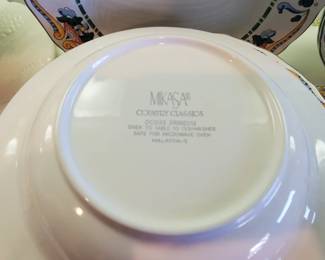 MIKASA®
COUNTRY CLASSICS
OVEN TO TABLE TO DISHWASHER
SAFE FOR MICROWAVE OVEN
MALAYSIA